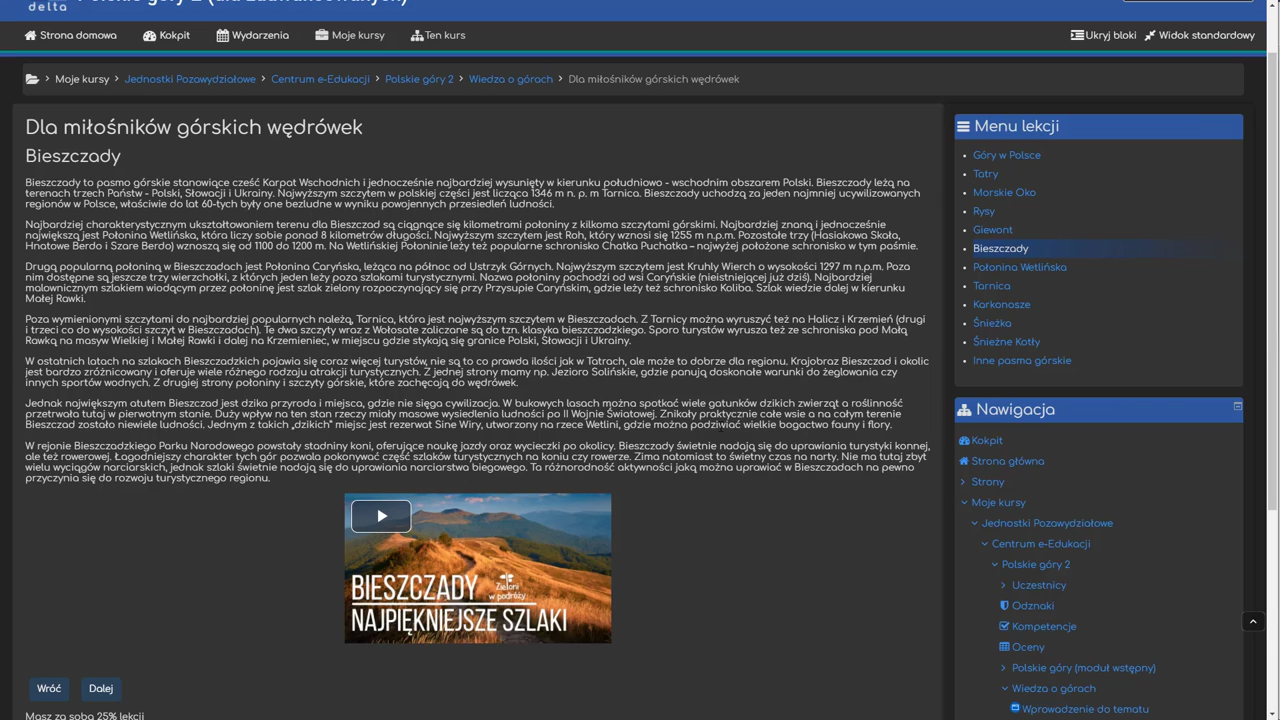 delta
Polskie góry 2 (dla zaawansowanych)
Strona domowa Kokpit Wydarzenia Moje kursy Ten kurs Ukryj bloki Widok standardowy
Moje kursy Jednostki Pozawydziałowe Centrum e-Edukacji Polskie góry 2 Wiedza o górach Dla miłośników górskich wędrówek
Dla miłośników górskich wędrówek
Bieszczady
Bieszczady to pasmo górskie stanowiące cześć Karpat Wschodnich i jednocześnie najbardziej wysunięty w kierunku południowo - wschodnim obszarem Polski. Bieszczady leżą na
terenach trzech Państw - Polski, Słowacji i Ukrainy. Najwyższym szczytem w polskiej części jest licząca 1346 m n. p. m Tarnica. Bieszczady uchodzą za jeden najmniej ucywilizowanych
regionów w Polsce, właściwie do lat 60-tych były one bezludne w wyniku powojennych przesiedleń ludności.
Najbardziej charakterystycznym ukształtowaniem terenu dla Bieszczad są ciągnące się kilometrami połoniny z kilkoma szczytami górskimi. Najbardziej znaną i jednocześnie
największą jest Połonina Wetlińska, która liczy sobie ponad 8 kilometrów długości. Najwyższym szczytem jest Roh, który wznosi się 1255 m n.p.m. Pozostałe trzy (Hasiakowa Skała,
Hnatowe Berdo i Szare Berdo) wznoszą się od 1100 do 1200 m. Na Wetlińskiej Połoninie leży też popularne schronisko Chatka Puchatka – najwyżej położone schronisko w tym paśmie.
Drugą popularną połoniną w Bieszczadach jest Połonina Caryńska, leżąca na północ od Ustrzyk Górnych. Najwyższym szczytem jest Kruhly Wierch o wysokości 1297 m n.p.m. Poza
nim dostępne są jeszcze trzy wierzchołki, z których jeden leży poza szlakami turystycznymi. Nazwa połoniny pochodzi od wsi Caryńskie (nieistniejącej już dziś). Najbardziej
malowniczym szlakiem wiodącym przez połoninę jest szlak zielony rozpoczynający się przy Przysupie Caryńskim, gdzie leży też schronisko Koliba. Szlak wiedzie dalej w kierunku
Małej Rawki.
Poza wymienionymi szczytami do najbardziej popularnych należą, Tarnica, która jest najwyższym szczytem w Bieszczadach. Z Tarnicy można wyruszyć też na Halicz i Krzemień (drugi
i trzeci co do wysokości szczyt w Bieszczadach). Te dwa szczyty wraz z Wołosate zaliczane są do tzn. klasyka bieszczadzkiego. Sporo turystów wyrusza też ze schroniska pod Małą
Rawką na masyw Wielkiej i Małej Rawki i dalej na Krzemieniec, w miejscu gdzie stykają się granice Polski, Słowacji i Ukrainy.
W ostatnich latach na szlakach Bieszczadzkich pojawia się coraz więcej turystów, nie są to co prawda ilości jak w Tatrach, ale może to dobrze dla regionu. Krajobraz Bieszczad i okolic
jest bardzo zróżnicowany i oferuje wiele różnego rodzaju atrakcji turystycznych. Z jednej strony mamy np. Jezioro Solińskie, gdzie panują doskonałe warunki do żeglowania czy
innych sportów wodnych. Z drugiej strony połoniny i szczyty górskie, które zachęcają do wędrówek.
Jednak największym atutem Bieszczad jest dzika przyroda i miejsca, gdzie nie sięga cywilizacja. W bukowych lasach można spotkać wiele gatunków dzikich zwierząt a roślinność
przetrwała tutaj w pierwotnym stanie. Duży wpływ na ten stan rzeczy miały masowe wysiedlenia ludności po II Wojnie Światowej. Znikały praktycznie całe wsie a na całym terenie
Bieszczad zostało niewiele ludności. Jednym z takich „dzikich” miejsc jest rezerwat Sine Wiry, utworzony na rzece Wetlini, gdzie można podziwiać wielkie bogactwo fauny i flory.
W rejonie Bieszczadzkiego Parku Narodowego powstały stadniny koni, oferujące naukę jazdy oraz wycieczki po okolicy. Bieszczady świetnie nadają się do uprawiania turystyki konnej,
ale też rowerowej. Łagodniejszy charakter tych gór pozwala pokonywać część szlaków turystycznych na koniu czy rowerze. Zima natomiast to świetny czas na narty. Nie ma tutaj zbyt
wielu wyciągów narciarskich, jednak szlaki świetnie nadają się do uprawiania narciarstwa biegowego. Ta różnorodność aktywności jaką można uprawiać w Bieszczadach na pewno
przyczynia się do rozwoju turystycznego regionu.
BIESZCZADY Zieloni w podróży
NAJPIĘKNIEJSZE SZLAKI
Wróć Dalej
Masz za sobą 25% lekcji
Menu lekcji
Góry w Polsce
Tatry
Morskie Oko
Rysy
Giewont
Bieszczady
Połonina Wetlińska
Tarnica
Karkonosze
Śnieżka
Śnieżne Kotły
Inne pasma górskie
Nawigacja
Kokpit
Strona główna
Strony
Moje kursy
Jednostki Pozawydziałowe
Centrum e-Edukacji
Polskie góry 2
Uczestnicy
Odznaki
Kompetencje
Oceny
Polskie góry (moduł wstępny)
Wiedza o górach
Wprowadzenie do tematu